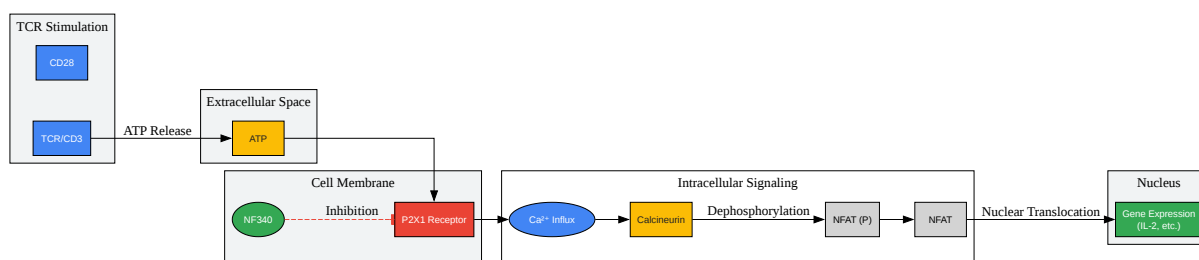 TCR Stimulation
CD28
TCR/CD3
ATP Release
Extracellular Space
ATP
Cell Membrane
NF340
Inhibition
P2X1 Receptor
Intracellular Signaling
Ca²⁺ Influx
Calcineurin
Dephosphorylation
NFAT (P)
NFAT
Nuclear Translocation
Nucleus
Gene Expression
(IL-2, etc.)